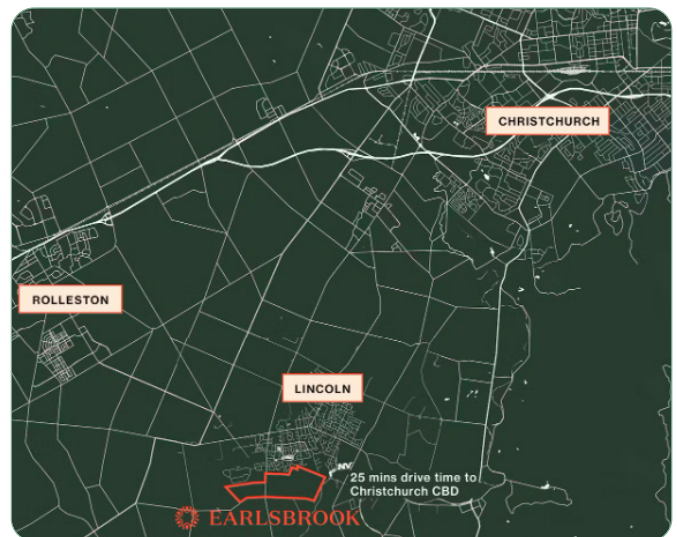 CHRISTCHURCH
ROLLESTON
LINCOLN
25 mins drive time to
Christchurch CBD
EARLSBROOK